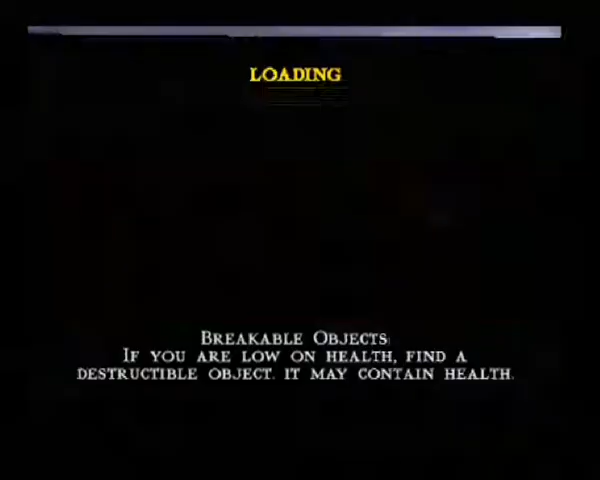 LOADING
BREAKABLE OBJECTS:
IF YOU ARE LOW ON HEALTH, FIND A
DESTRUCTIBLE OBJECT. IT MAY CONTAIN HEALTH.